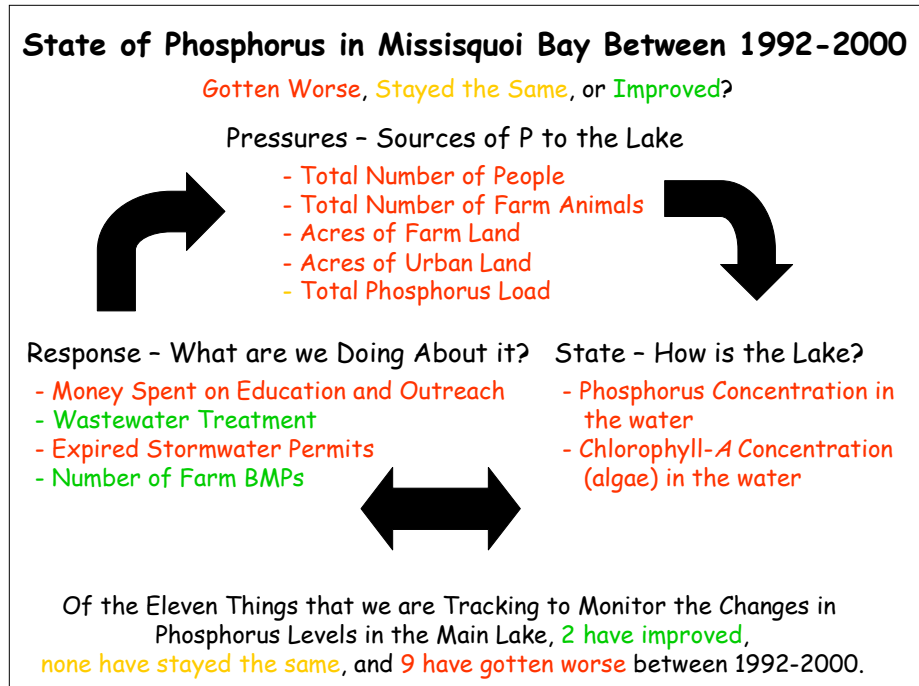 State of Phosphorus in Missisquoi Bay Between 1992-2000
Gotten Worse, Stayed the Same, or Improved?
Pressures – Sources of P to the Lake
- Total Number of People
- Total Number of Farm Animals
- Acres of Farm Land
- Acres of Urban Land
- Total Phosphorus Load
Response – What are we Doing About it?
- Money Spent on Education and Outreach
- Wastewater Treatment
- Expired Stormwater Permits
- Number of Farm BMPs
State – How is the Lake?
- Phosphorus Concentration in
the water
- Chlorophyll-A Concentration
(algae) in the water
Of the Eleven Things that we are Tracking to Monitor the Changes in
Phosphorus Levels in the Main Lake, 2 have improved,
none have stayed the same, and 9 have gotten worse between 1992-2000.